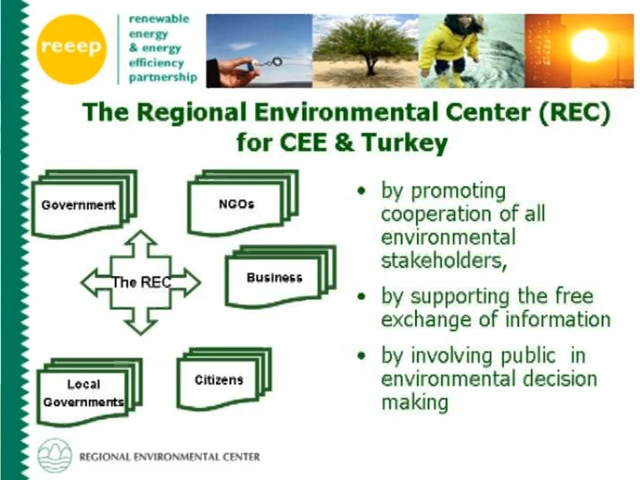 reeep
renewable
energy
& energy
efficiency
partnership
The Regional Environmental Center (REC)
for CEE & Turkey
Government
NGOs
The REC
Business
Local
Governments
Citizens
• by promoting
cooperation of all
environmental
stakeholders,
• by supporting the free
exchange of information
• by involving public in
environmental decision
making
REGIONAL ENVIRONMENTAL CENTER